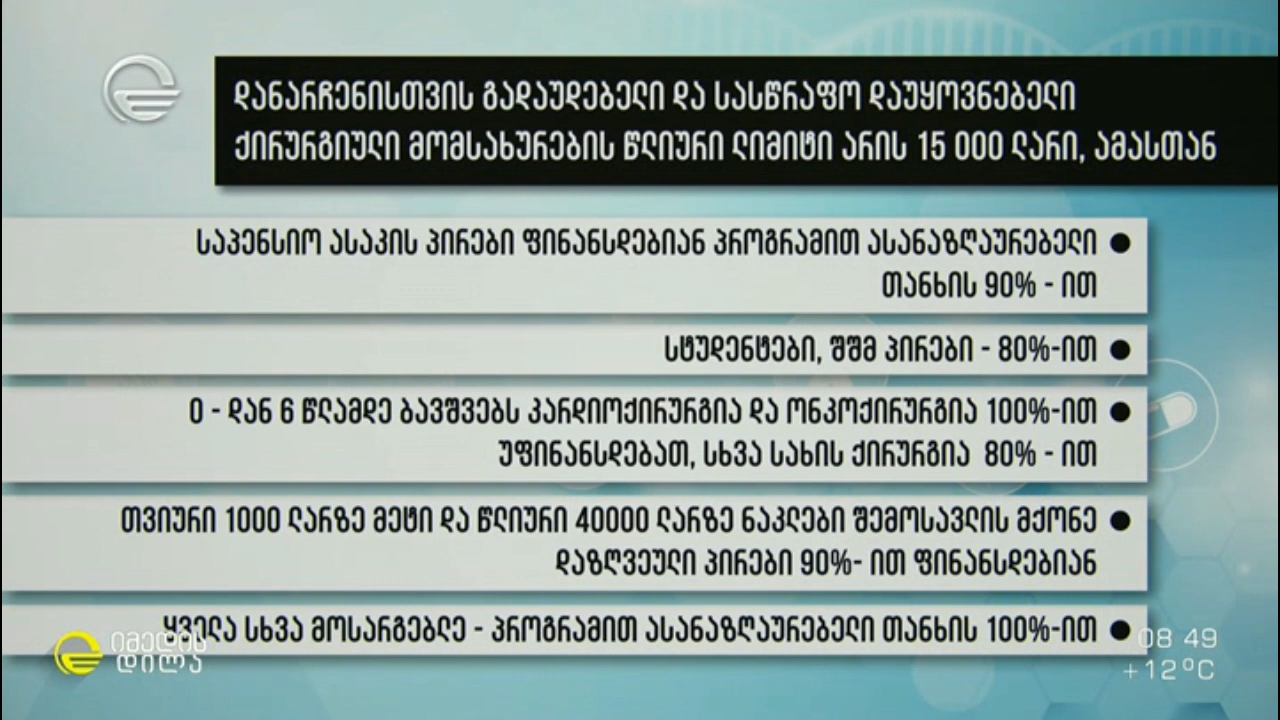 დანარჩენისთვის გადაუდებელი და სასწრაფო დაუყოვნებელი
ქირურგიული მომსახურების წლიური ლიმიტი არის 15 000 ლარი, ამასთან
საპენსიო ასაკის პირები ფინანსდებიან პროგრამით ასანაზღაურებელი
თანხის 90% - ით
სტუდენტები, შშმ პირები - 80%-ით
0 - დან 6 წლამდე ბავშვებს კარდიოქირურგია და ონკოქირურგია 100%-ით
უფინანსდებათ, სხვა სახის ქირურგია 80% - ით
თვიური 1000 ლარზე მეტი და წლიური 40000 ლარზე ნაკლები შემოსავლის მქონე
დაზღვეული პირები 90%- ით ფინანსდებიან
ყველა სხვა მოსარგებლე - პროგრამით ასანაზღაურებელი თანხის 100%-ით
იმედის
დილა
08 49
+12°C